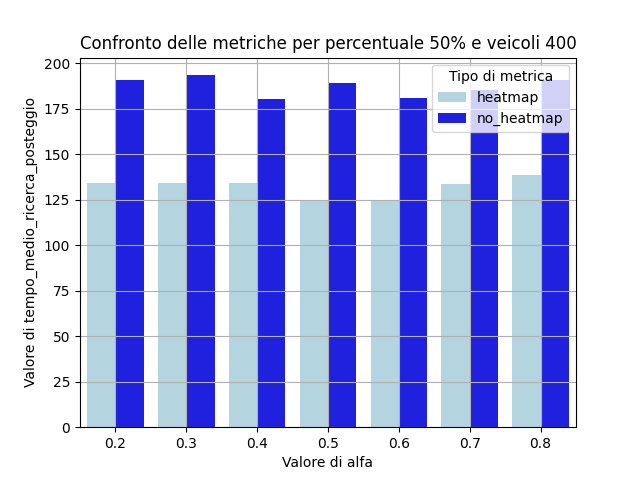 Confronto delle metriche per percentuale 50% e veicoli 400
Valore di tempo_medio_ricerca_posteggio
200
175
150
125
100
75
50
25
0
Tipo di metrica
heatmap
no_heatmap
0.2 0.3 0.4 0.5 0.6 0.7 0.8
Valore di alfa